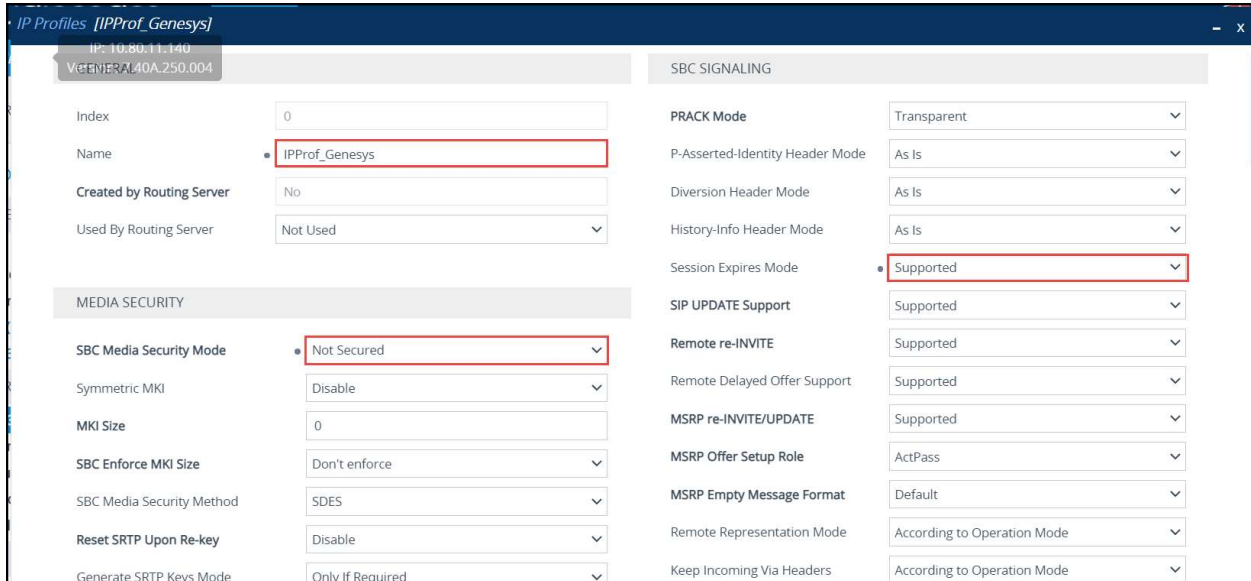 IP Profiles [IPProf_Genesys]
– x
IP: 10.80.11.140
GENERAL
Index
0
Name
IPProf_Genesys
Created by Routing Server
No
Used By Routing Server
Not Used
MEDIA SECURITY
SBC Media Security Mode
Not Secured
Symmetric MKI
Disable
MKI Size
0
SBC Enforce MKI Size
Don't enforce
SBC Media Security Method
SDES
Reset SRTP Upon Re-key
Disable
Generate SRTP Keys Mode
Only If Required
SBC SIGNALING
PRACK Mode
Transparent
P-Asserted-Identity Header Mode
As Is
Diversion Header Mode
As Is
History-Info Header Mode
As Is
Session Expires Mode
Supported
SIP UPDATE Support
Supported
Remote re-INVITE
Supported
Remote Delayed Offer Support
Supported
MSRP re-INVITE/UPDATE
Supported
MSRP Offer Setup Role
ActPass
MSRP Empty Message Format
Default
Remote Representation Mode
According to Operation Mode
Keep Incoming Via Headers
According to Operation Mode